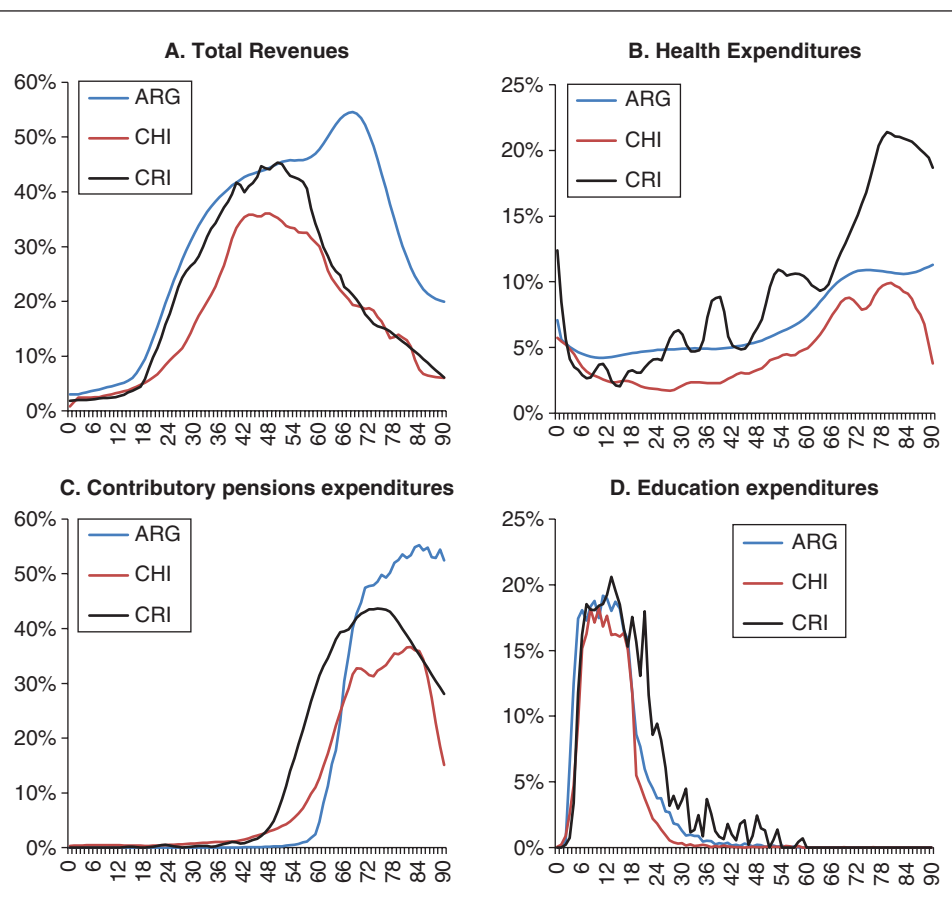 A. Total Revenues
60%
50%
40%
30%
20%
10%
0%
ARG
CHI
CRI
0 6 12 18 24 30 36 42 48 54 60 66 72 78 84 90
B. Health Expenditures
25%
20%
15%
10%
5%
0%
ARG
CHI
CRI
0 6 12 18 24 30 36 42 48 54 60 66 72 78 84 90
C. Contributory pensions expenditures
60%
50%
40%
30%
20%
10%
0%
ARG
CHI
CRI
0 6 12 18 24 30 36 42 48 54 60 66 72 78 84 90
D. Education expenditures
25%
20%
15%
10%
5%
0%
ARG
CHI
CRI
0 6 12 18 24 30 36 42 48 54 60 66 72 78 84 90